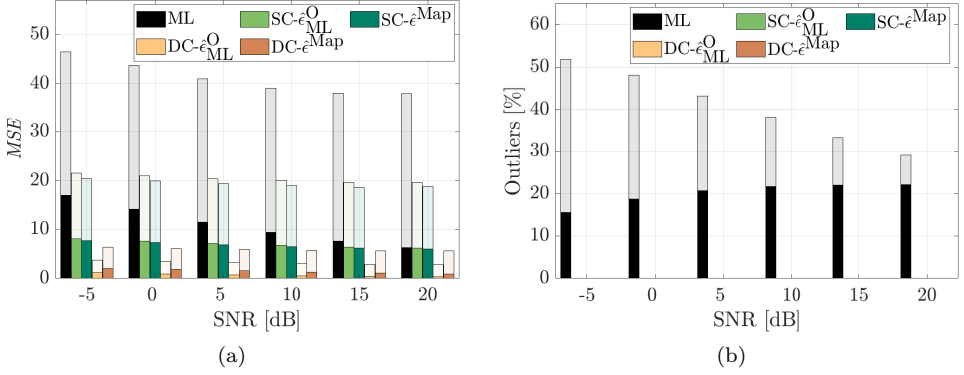 ML SC-ϵ̂^O_ML SC-ϵ̂^Map
DC-ϵ̂^O_ML DC-ϵ̂^Map
50
40
30
20
10
0
MSE
-5 0 5 10 15 20
SNR [dB]
(a)
ML SC-ϵ̂^O_ML SC-ϵ̂^Map
DC-ϵ̂^O_ML DC-ϵ̂^Map
60
50
40
30
20
10
0
Outliers [%]
-5 0 5 10 15 20
SNR [dB]
(b)